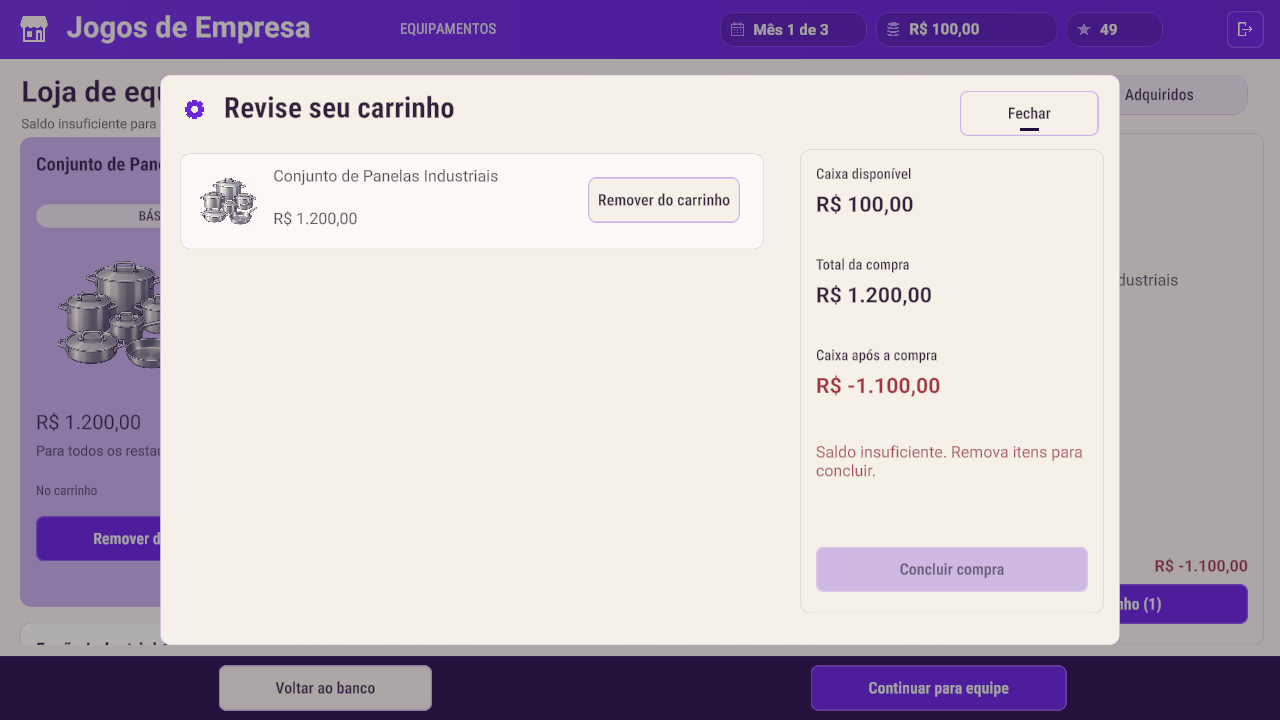 Jogos de Empresa
EQUIPAMENTOS
Mês 1 de 3
R$ 100,00
49
Loja de equ
Saldo insuficiente para
Adquiridos
Revise seu carrinho
Fechar
Conjunto de Panelas Industriais
R$ 1.200,00
Remover do carrinho
Caixa disponível
R$ 100,00
Total da compra
R$ 1.200,00
Caixa após a compra
R$ -1.100,00
Saldo insuficiente. Remova itens para
concluir.
Concluir compra
Conjunto de Pane
BÁS
R$ 1.200,00
Para todos os restau
No carrinho
Remover d
dustriais
R$ -1.100,00
nho (1)
Voltar ao banco
Continuar para equipe